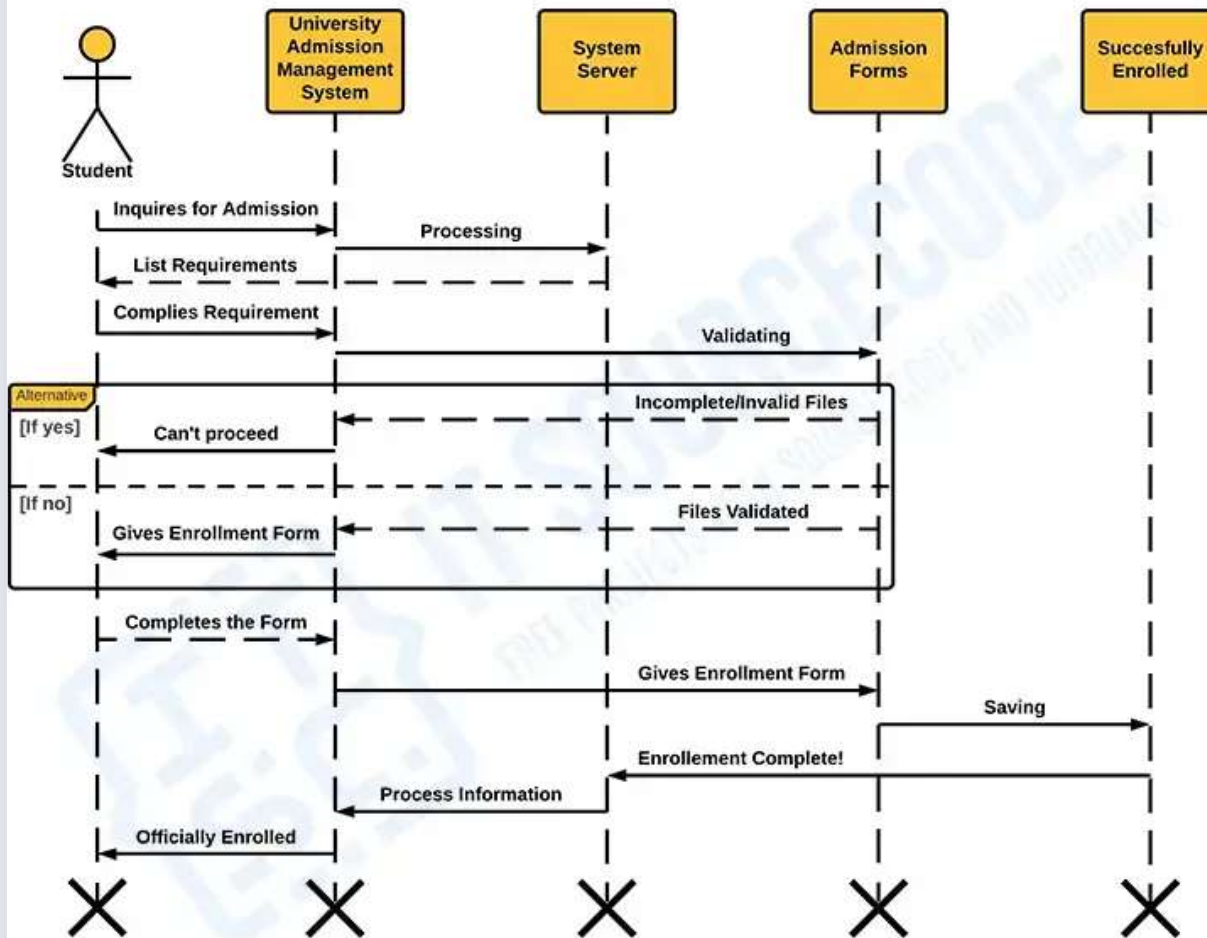 University
Admission
Management
System
System
Server
Admission
Forms
Succesfully
Enrolled
Student
Inquires for Admission
Processing
List Requirements
Complies Requirement
Validating
Alternative
Incomplete/Invalid Files
[If yes]
Can't proceed
[If no]
Files Validated
Gives Enrollment Form
Completes the Form
Gives Enrollment Form
Saving
Enrollement Complete!
Process Information
Officially Enrolled
IT SOURCECODE